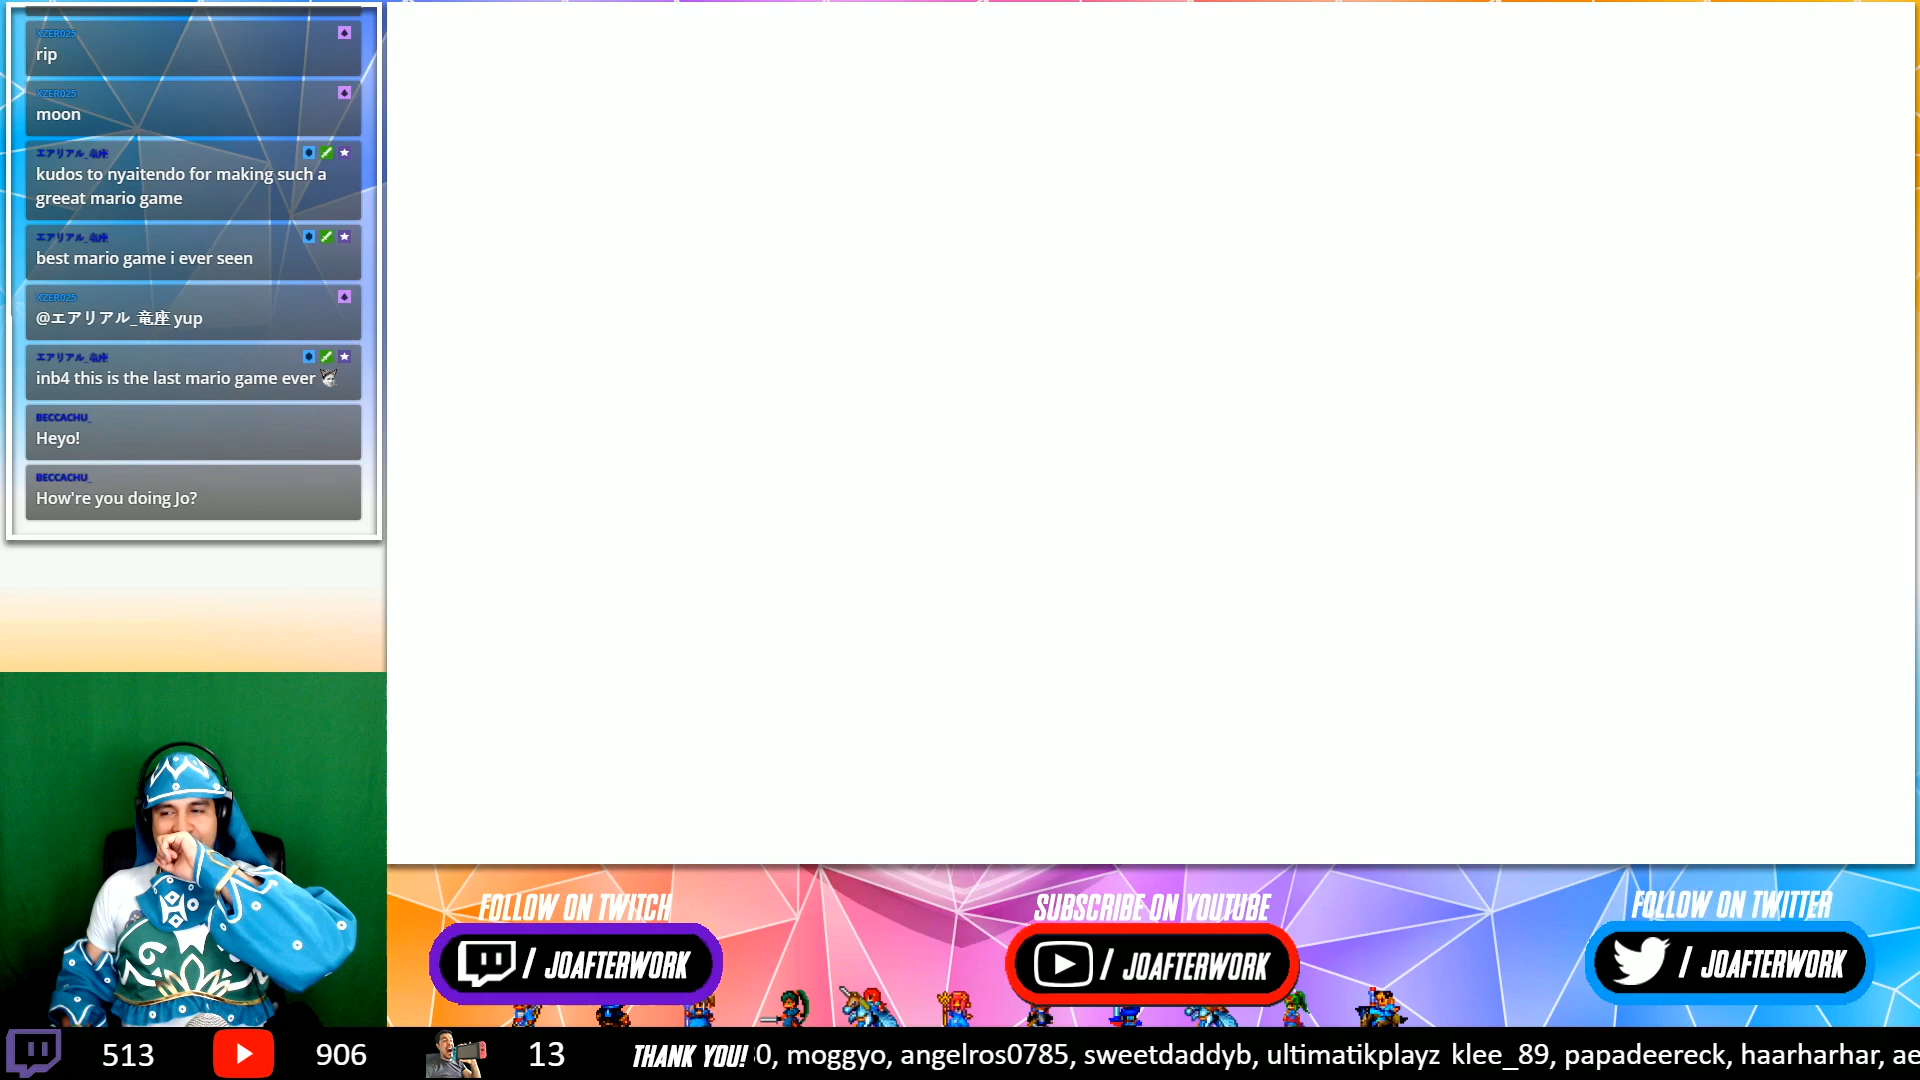 XZER025
rip
XZER025
moon
エアリアル_竜座
kudos to nyaitendo for making such a
greeat mario game
エアリアル_竜座
best mario game i ever seen
XZER025
@エアリアル_竜座 yup
エアリアル_竜座
inb4 this is the last mario game ever
BECCACHU_
Heyo!
BECCACHU_
How're you doing Jo?
FOLLOW ON TWITCH
/ JOAFTERWORK
SUBSCRIBE ON YOUTUBE
/ JOAFTERWORK
FOLLOW ON TWITTER
/ JOAFTERWORK
513
906
13
THANK YOU! 0, moggyo, angelros0785, sweetdaddyb, ultimatikplayz klee_89, papadeereck, haarharhar, ae